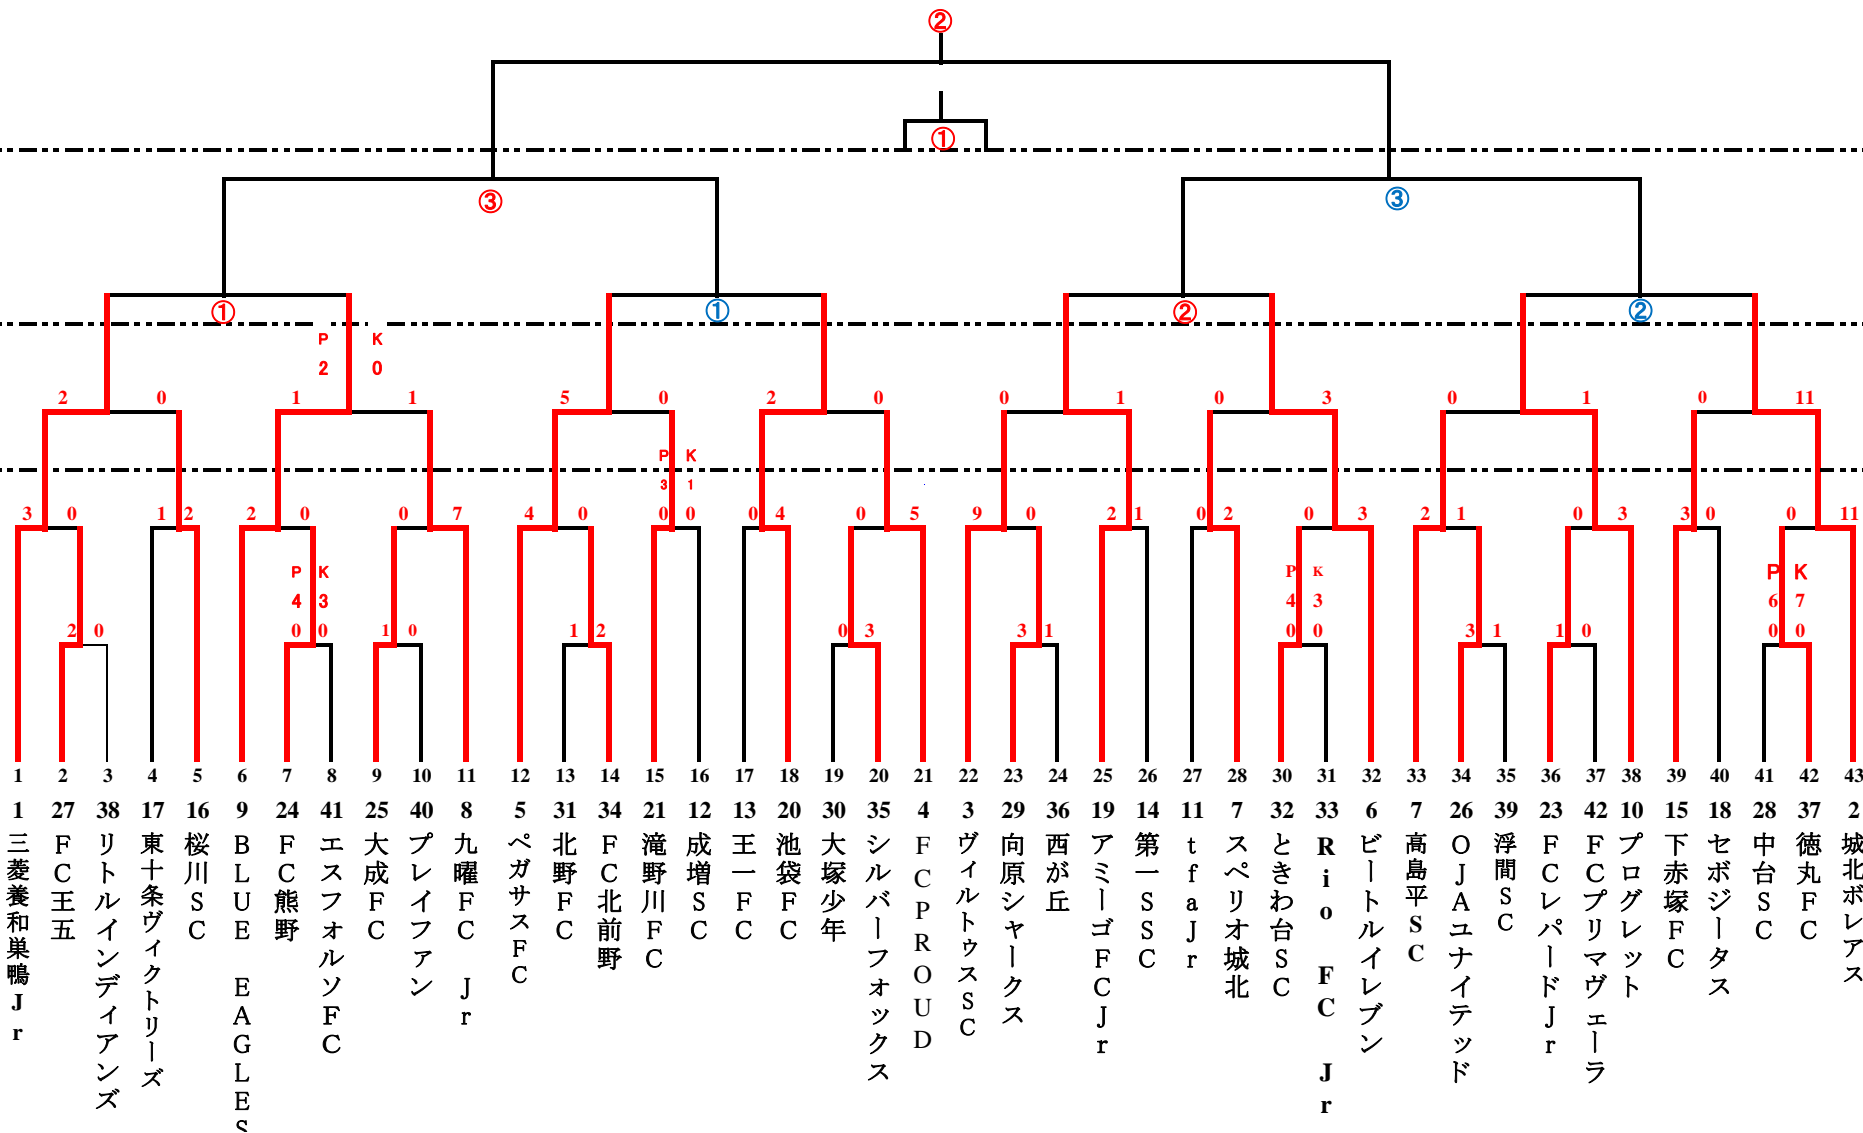 ②
①
③ ③
① ① ② ②
P K
2 0
2 0 1 1 5 0 2 0 0 1 0 3 0 1 0 11
P K
3 1
3 0 1 2 2 0 0 7 4 0 0 0 0 4 0 5 9 0 2 1 0 2 0 3 2 1 0 3 3 0 0 11
P K P K P K
4 3 4 3 6 7
2 0 0 0 1 0 1 2 0 3 3 1 0 0 3 1 1 0 0 0
1 2 3 4 5 6 7 8 9 10 11 12 13 14 15 16 17 18 19 20 21 22 23 24 25 26 27 28 30 31 32 33 34 35 36 37 38 39 40 41 42 43
1 27 38 17 16 9 24 41 25 40 8 5 31 34 21 12 13 20 30 35 4 3 29 36 19 14 11 7 32 33 6 7 26 39 23 42 10 15 18 28 37 2
三菱養和巣鴨Jr
FC王五
リトルインディアンズ
東十条ヴィクトリーズ
桜川SC
BLUE EAGLES
FC熊野
エスフォルソFC
大成FC
プレイファン
九曜FC Jr
ペガサスFC
北野FC
FC北前野
滝野川FC
成増SC
王一FC
池袋FC
大塚少年
シルバーフォックス
FCPROUD
ヴィルトゥスSC
向原シャークス
西が丘
アミーゴFCJr
第一SSC
tfaJr
スペリオ城北
ときわ台SC
Rio FC Jr
ビートルイレブン
高島平SC
OJAユナイテッド
浮間SC
FCレパードJr
FCプリマヴェーラ
プログレット
下赤塚FC
セボジータス
中台SC
徳丸FC
城北ボレアス